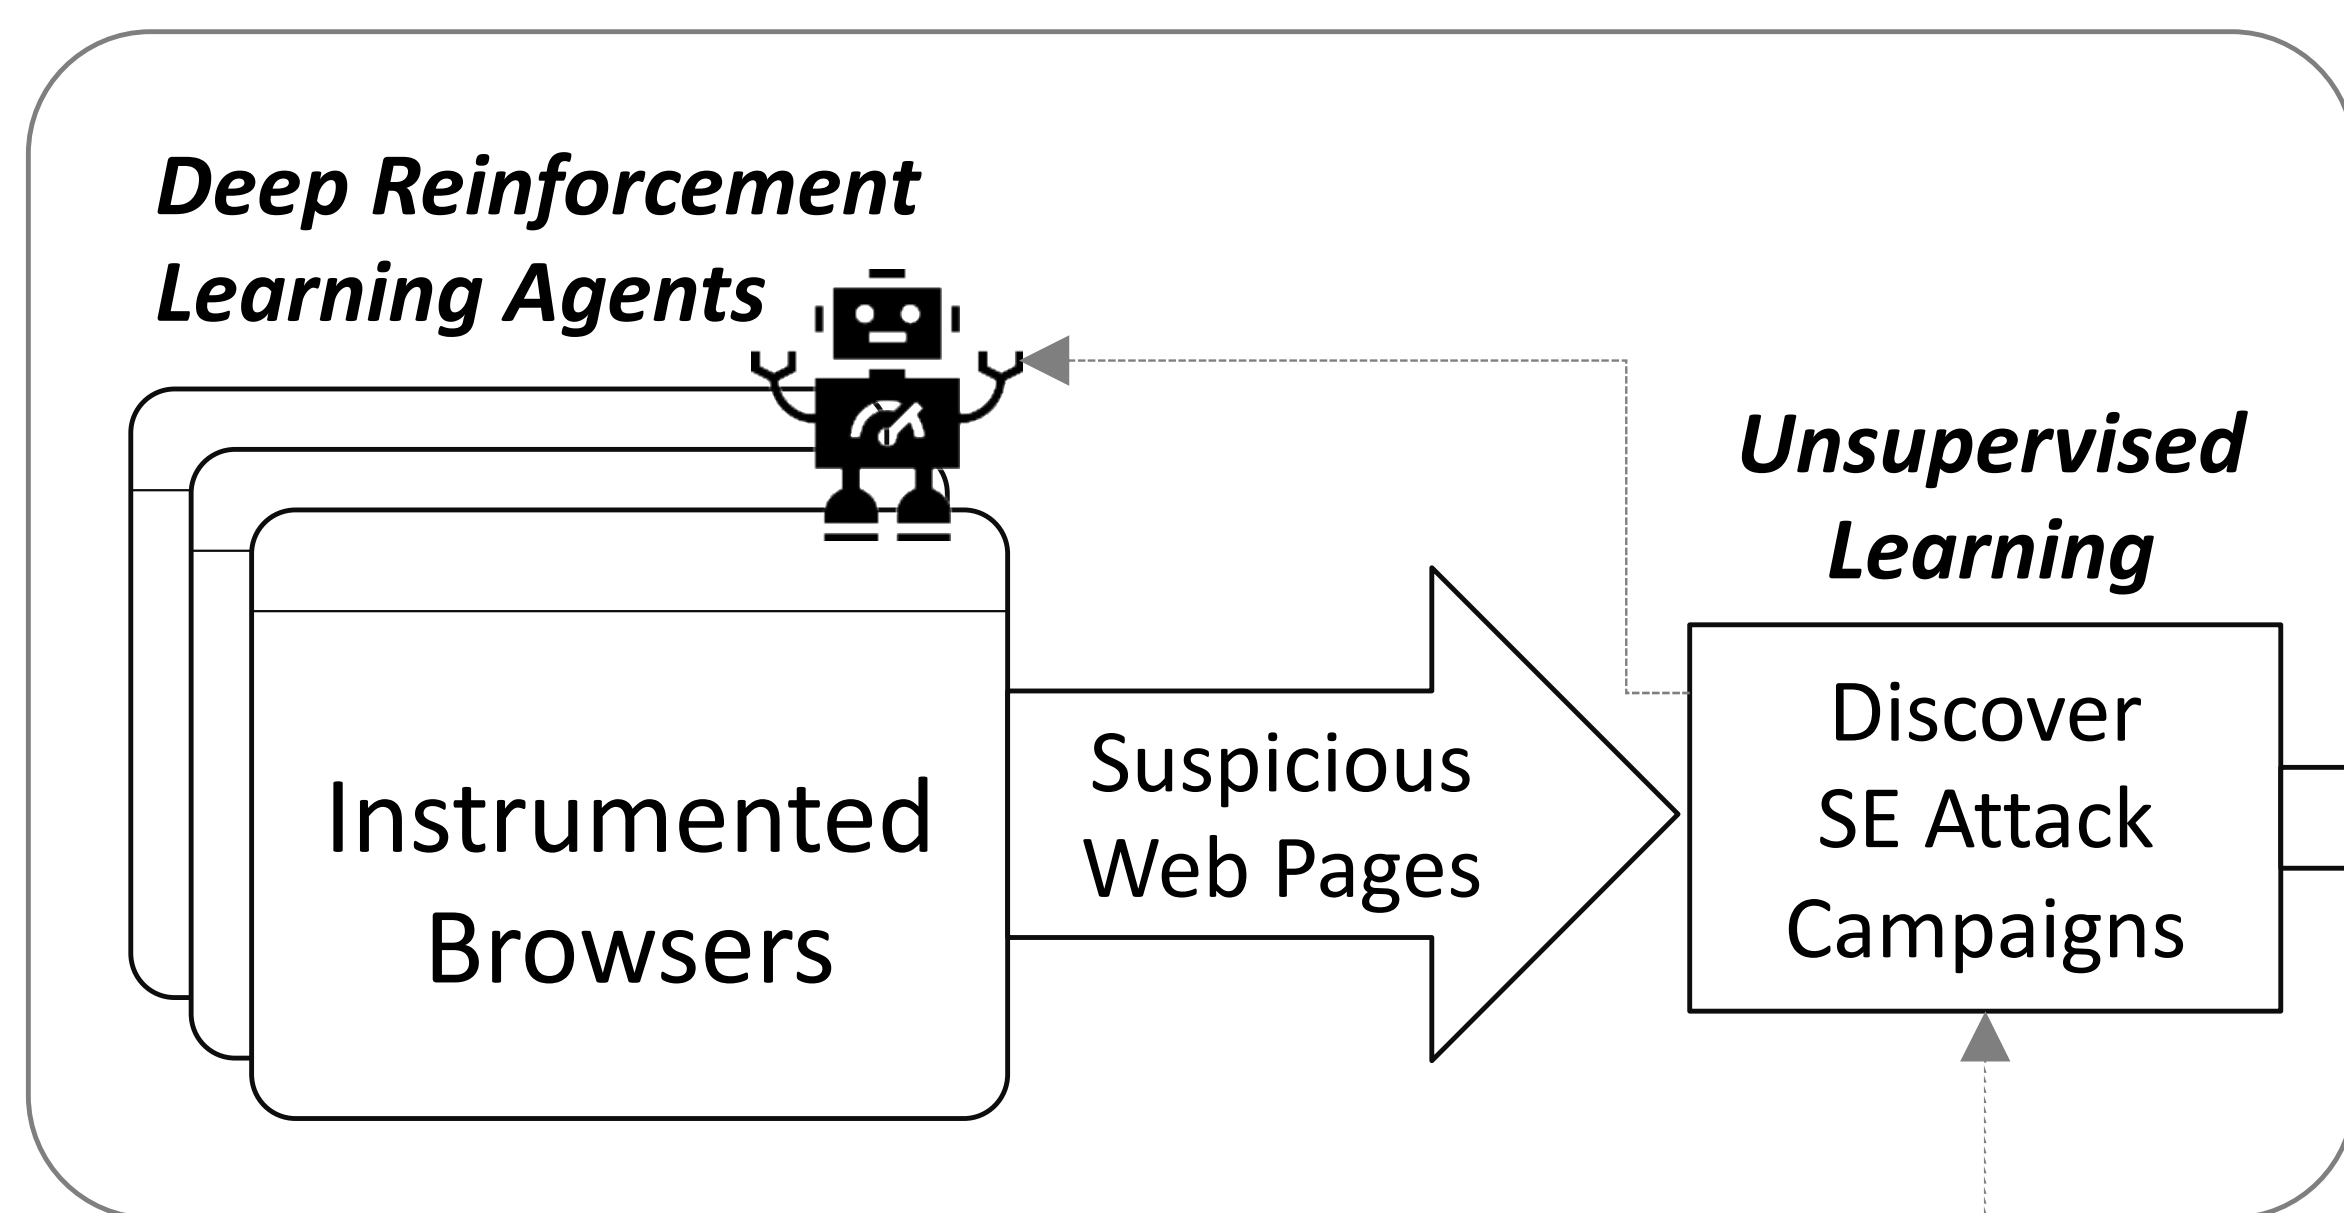 Deep Reinforcement
Learning Agents
Instrumented
Browsers
Suspicious
Web Pages
Unsupervised
Learning
Discover
SE Attack
Campaigns